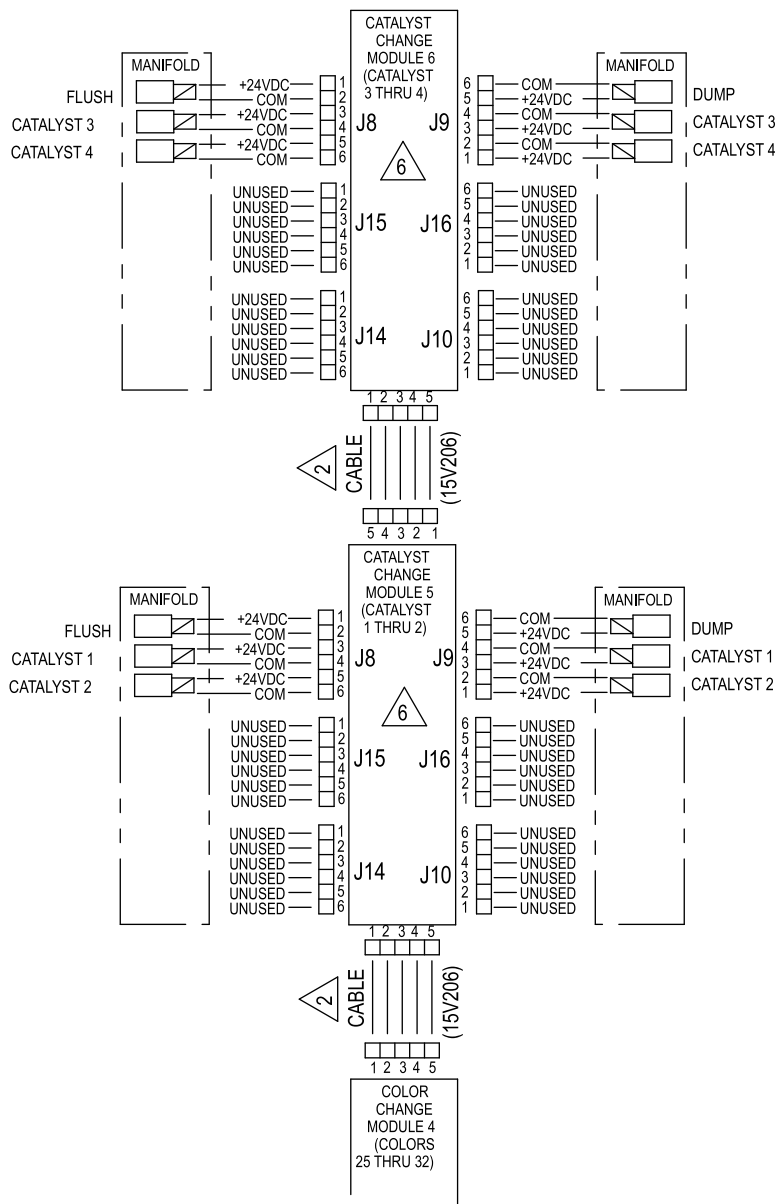 CATALYST
CHANGE
MODULE 6
(CATALYST
3 THRU 4)
MANIFOLD
FLUSH
CATALYST 3
CATALYST 4
+24VDC
COM
+24VDC
COM
+24VDC
COM
1
2
3
4
5
6
J8
J9
6
6
5
4
3
2
1
COM
+24VDC
COM
+24VDC
COM
+24VDC
MANIFOLD
DUMP
CATALYST 3
CATALYST 4
UNUSED 1
UNUSED 2
UNUSED 3
UNUSED 4
UNUSED 5
UNUSED 6
J15
J16
6 UNUSED
5 UNUSED
4 UNUSED
3 UNUSED
2 UNUSED
1 UNUSED
UNUSED 1
UNUSED 2
UNUSED 3
UNUSED 4
UNUSED 5
UNUSED 6
J14
J10
6 UNUSED
5 UNUSED
4 UNUSED
3 UNUSED
2 UNUSED
1 UNUSED
1 2 3 4 5
2
CABLE
(15V206)
5 4 3 2 1
CATALYST
CHANGE
MODULE 5
(CATALYST
1 THRU 2)
MANIFOLD
FLUSH
CATALYST 1
CATALYST 2
+24VDC
COM
+24VDC
COM
+24VDC
COM
1
2
3
4
5
6
J8
J9
6
6
5
4
3
2
1
COM
+24VDC
COM
+24VDC
COM
+24VDC
MANIFOLD
DUMP
CATALYST 1
CATALYST 2
UNUSED 1
UNUSED 2
UNUSED 3
UNUSED 4
UNUSED 5
UNUSED 6
J15
J16
6 UNUSED
5 UNUSED
4 UNUSED
3 UNUSED
2 UNUSED
1 UNUSED
UNUSED 1
UNUSED 2
UNUSED 3
UNUSED 4
UNUSED 5
UNUSED 6
J14
J10
6 UNUSED
5 UNUSED
4 UNUSED
3 UNUSED
2 UNUSED
1 UNUSED
1 2 3 4 5
2
CABLE
(15V206)
1 2 3 4 5
COLOR
CHANGE
MODULE 4
(COLORS
25 THRU 32)